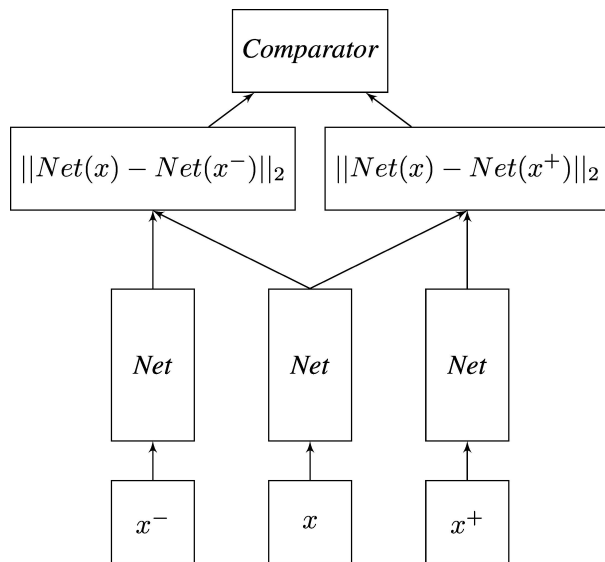 Comparator
||Net(x) − Net(x⁻)||₂
||Net(x) − Net(x⁺)||₂
Net
Net
Net
x⁻
x
x⁺